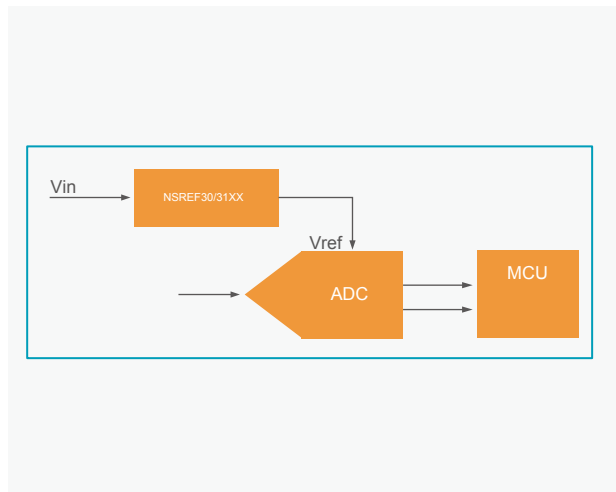 Vin
NSREF30/31XX
Vref
ADC
MCU